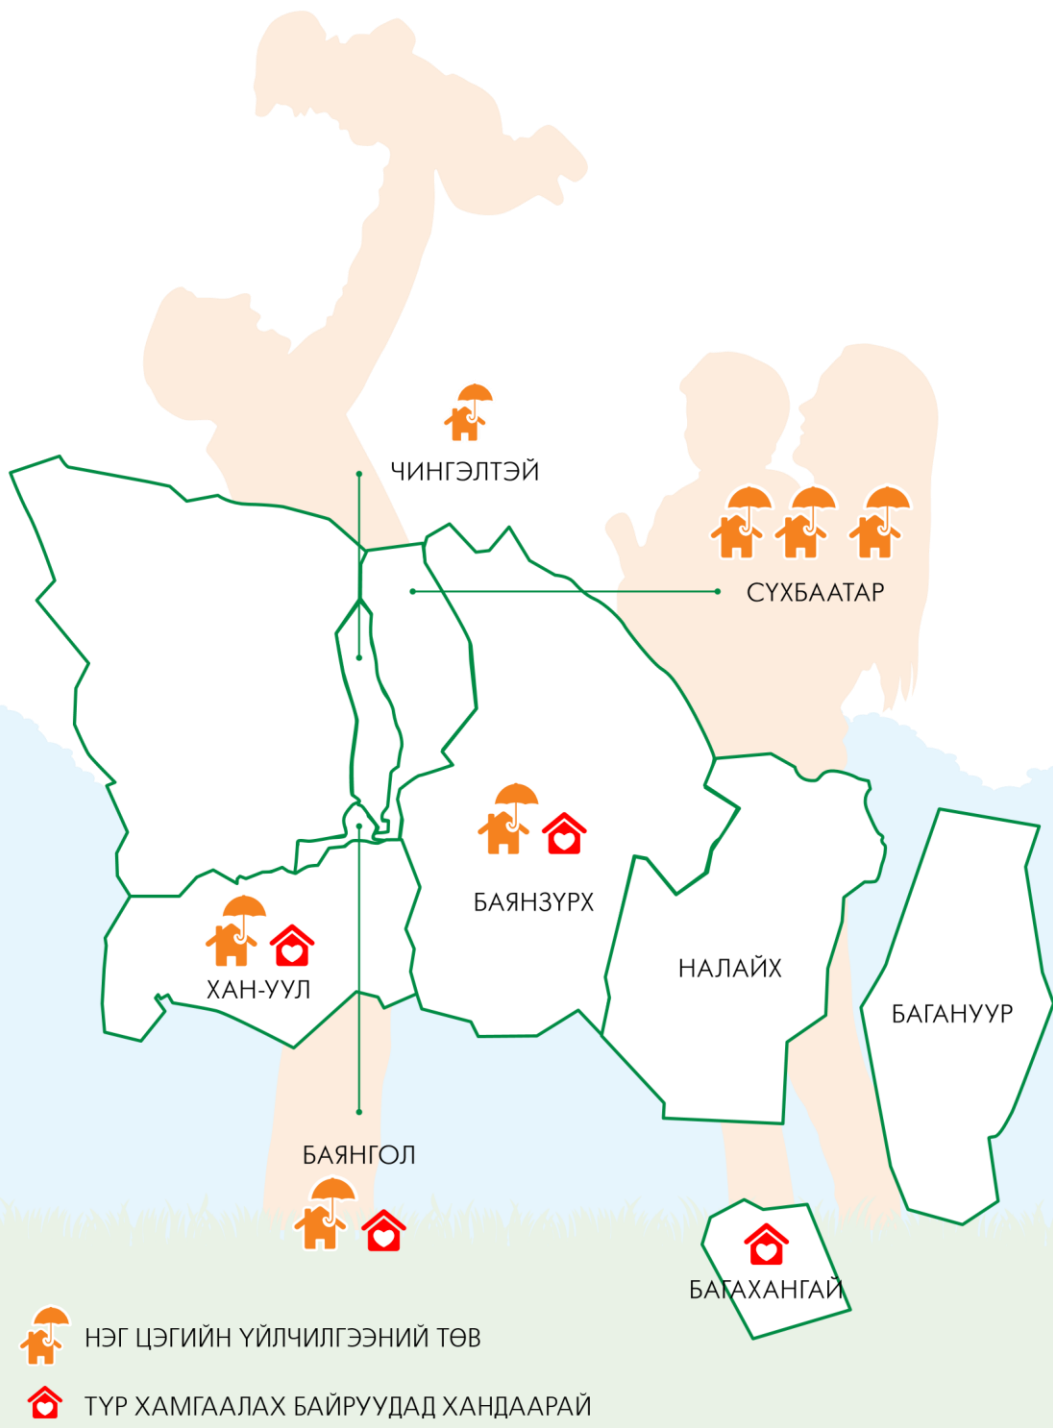 ЧИНГЭЛТЭЙ
СҮХБААТАР
БАЯНЗҮРХ
НАЛАЙХ
ХАН-УУЛ
БАГАНУУР
БАЯНГОЛ
БАГАХАНГАЙ
НЭГ ЦЭГИЙН ҮЙЛЧИЛГЭЭНИЙ ТӨВ
ТҮР ХАМГААЛАХ БАЙРУУДАД ХАНДААРАЙ